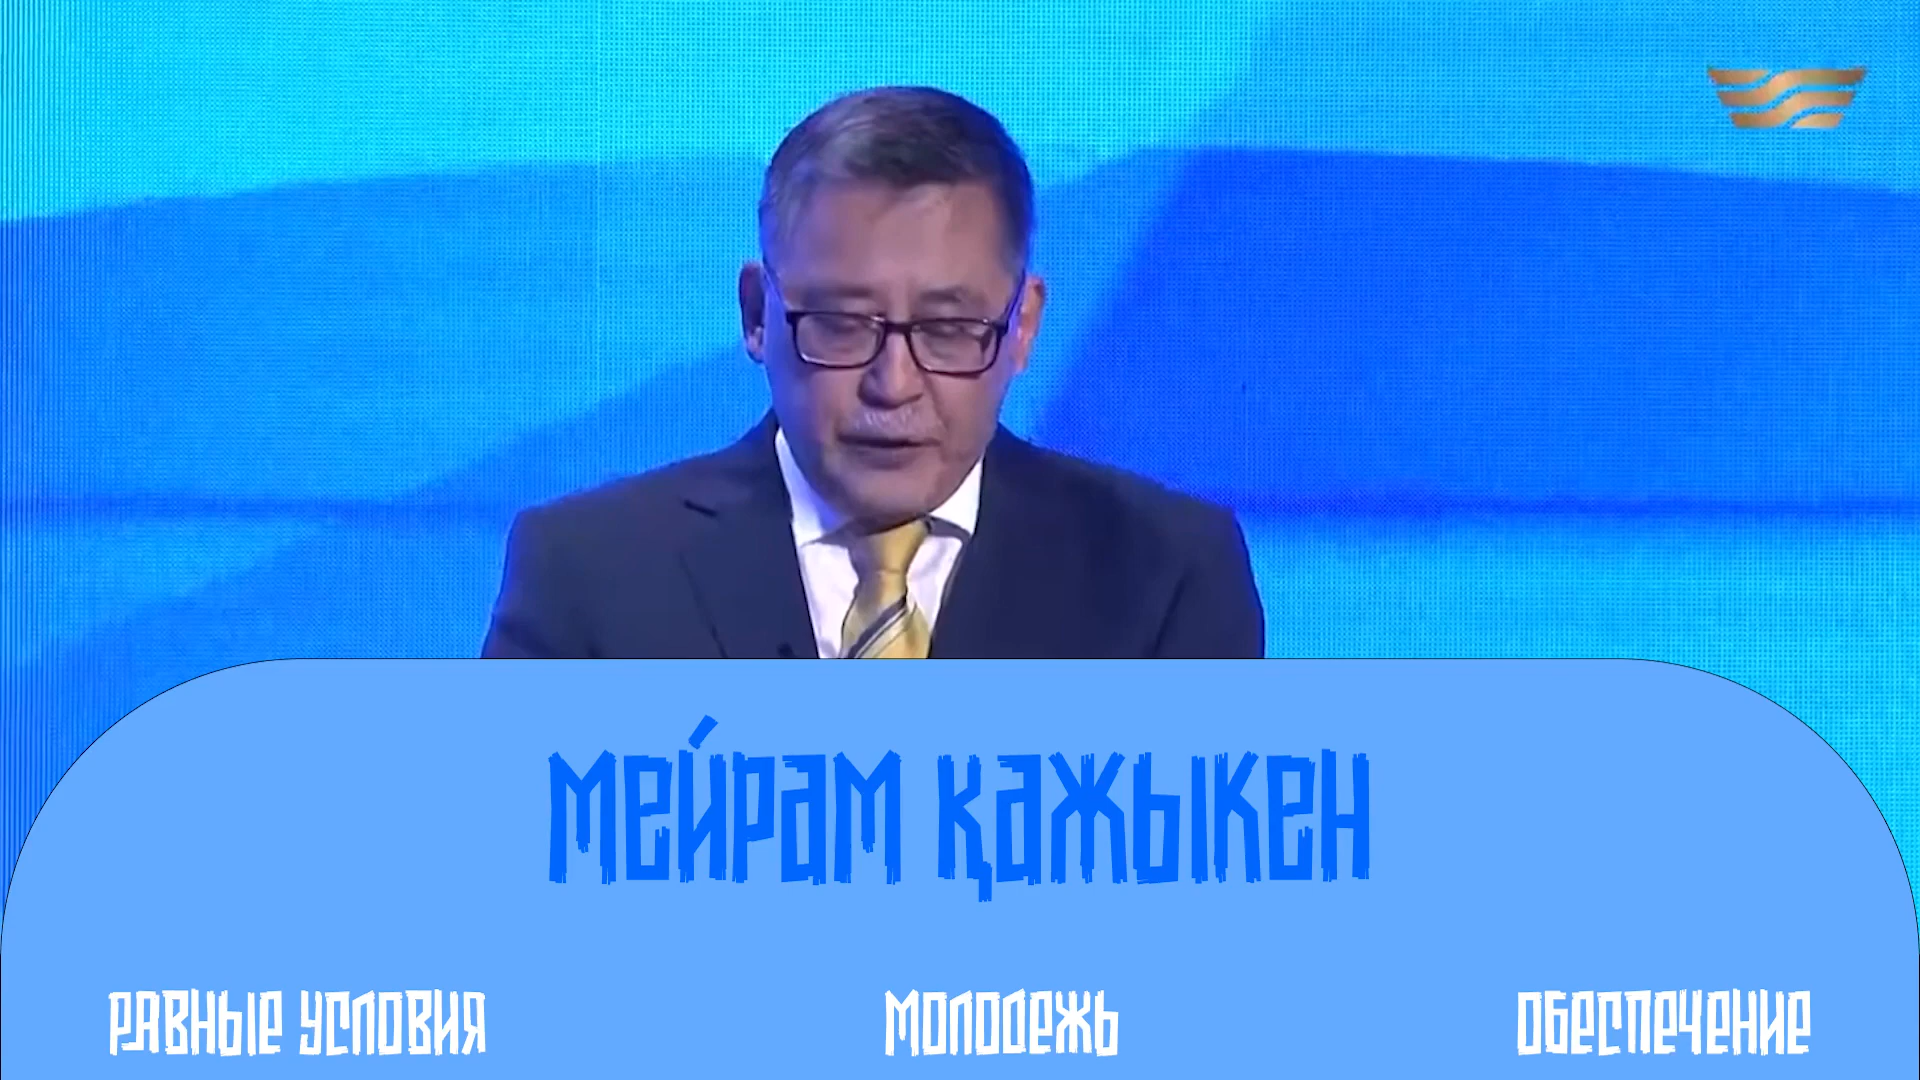 Мейрам Қажыкен
Равные условия
Молодежь
Обеспечение